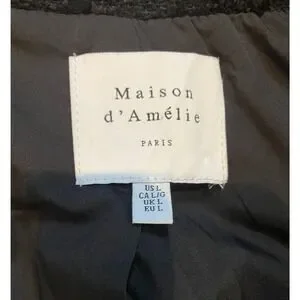 Maison
d'Amélie
PARIS
US L
CA L/G
UK L
EU L